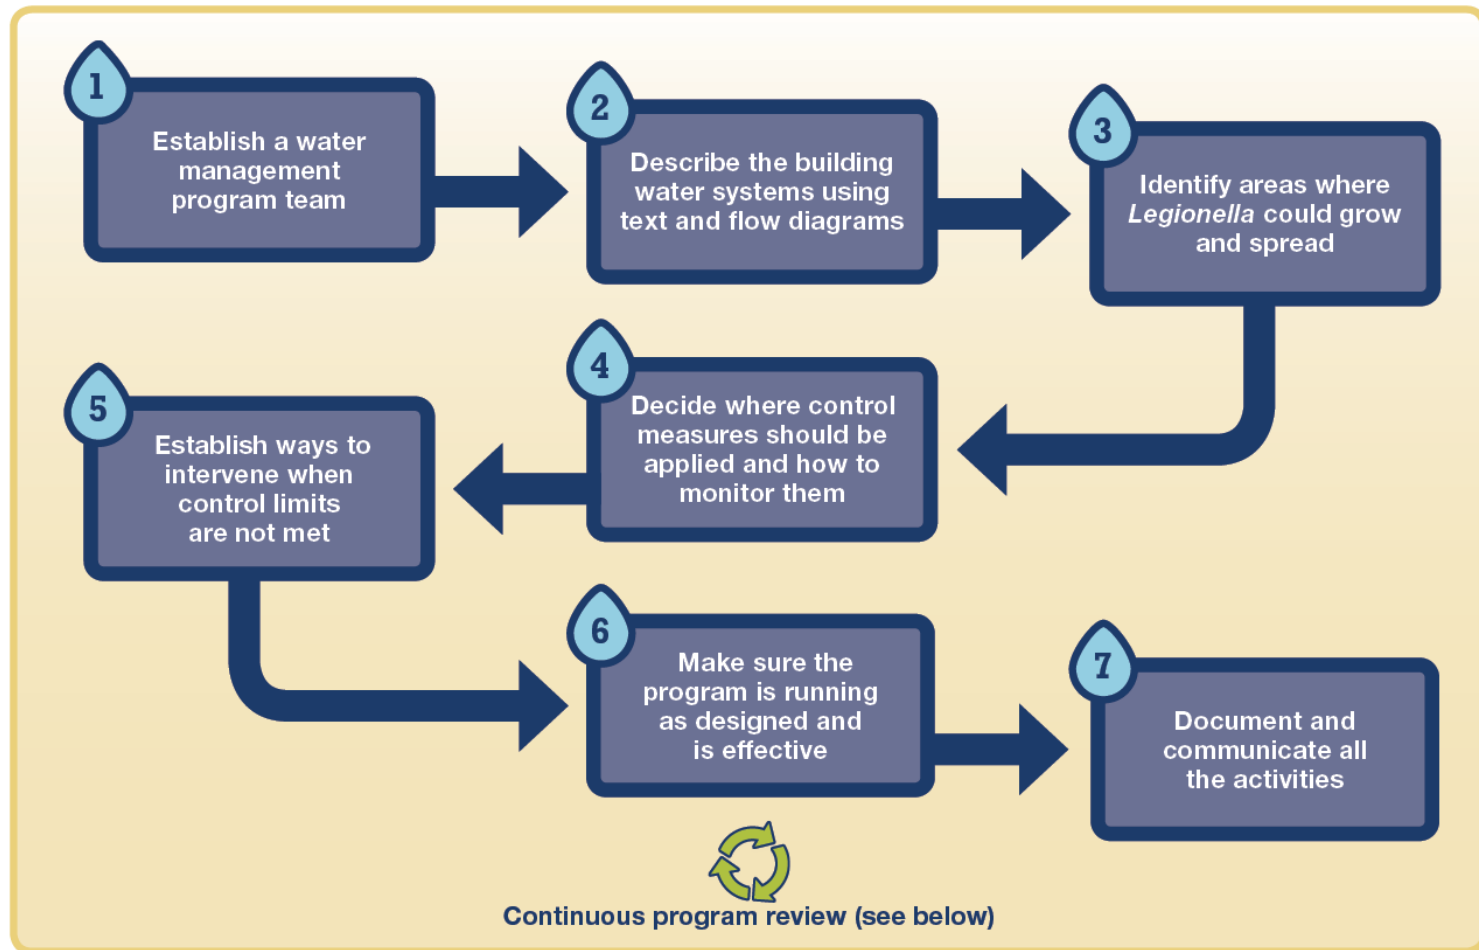 1
Establish a water
management
program team
2
Describe the building
water systems using
text and flow diagrams
3
Identify areas where
Legionella could grow
and spread
4
Decide where control
measures should be
applied and how to
monitor them
5
Establish ways to
intervene when
control limits
are not met
6
Make sure the
program is running
as designed and
is effective
7
Document and
communicate all
the activities
Continuous program review (see below)